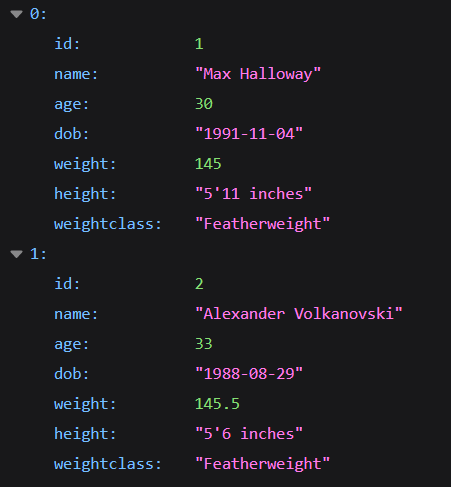 0:
id: 1
name: "Max Halloway"
age: 30
dob: "1991-11-04"
weight: 145
height: "5'11 inches"
weightclass: "Featherweight"
1:
id: 2
name: "Alexander Volkanovski"
age: 33
dob: "1988-08-29"
weight: 145.5
height: "5'6 inches"
weightclass: "Featherweight"